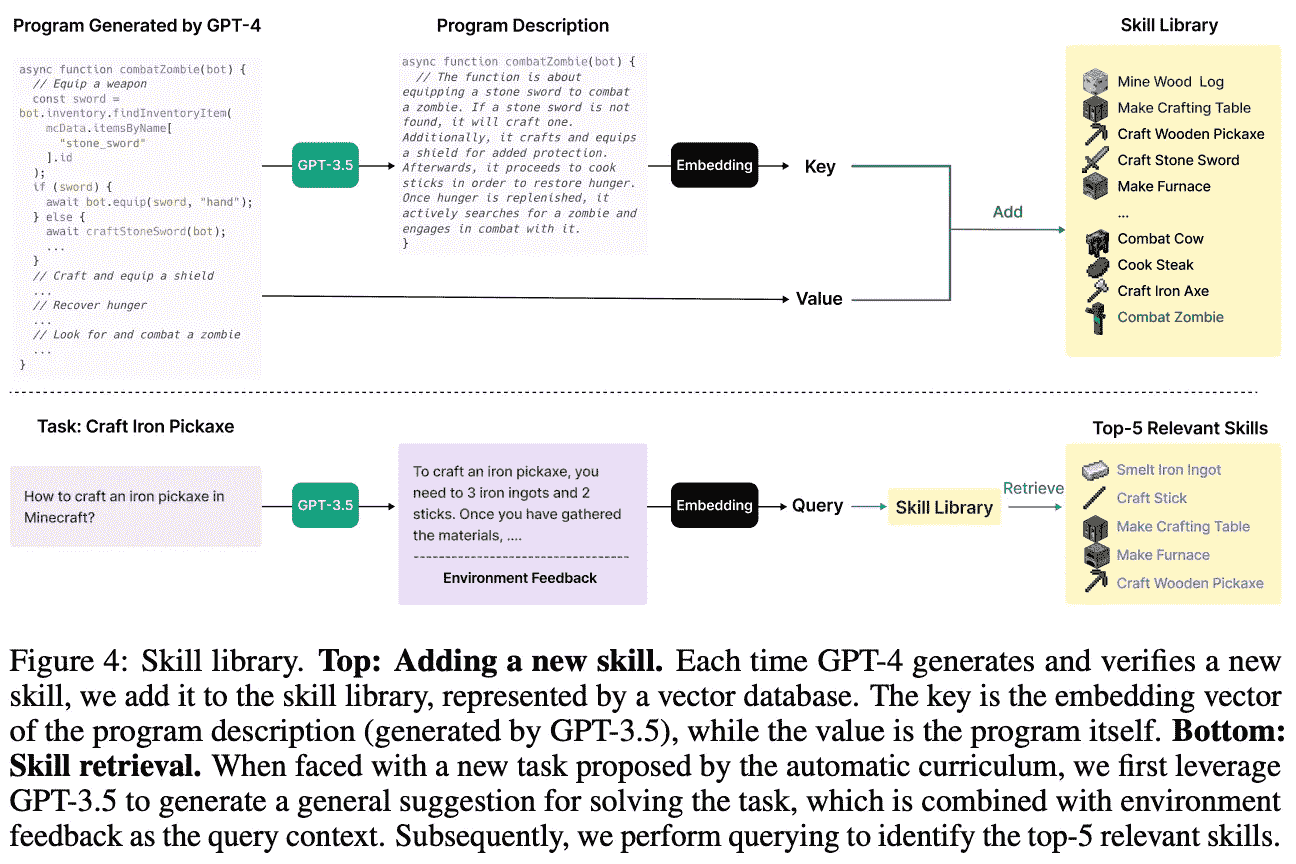 Program Generated by GPT-4
Program Description
Skill Library
async function combatZombie(bot) {
// Equip a weapon
const sword =
bot.inventory.findInventoryItem(
mcData.itemsByName[
"stone_sword"
].id
);
if (sword) {
await bot.equip(sword, "hand");
} else {
await craftStoneSword(bot);
...
}
// Craft and equip a shield
...
// Recover hunger
...
// Look for and combat a zombie
...
}
GPT-3.5
async function combatZombie(bot) {
// The function is about
equipping a stone sword to combat
a zombie. If a stone sword is not
found, it will craft one.
Additionally, it crafts and equips
a shield for added protection.
Afterwards, it proceeds to cook
sticks in order to restore hunger.
Once hunger is replenished, it
actively searches for a zombie and
engages in combat with it.
}
Embedding
Key
Value
Add
Mine Wood Log
Make Crafting Table
Craft Wooden Pickaxe
Craft Stone Sword
Make Furnace
...
Combat Cow
Cook Steak
Craft Iron Axe
Combat Zombie
Task: Craft Iron Pickaxe
How to craft an iron pickaxe in
Minecraft?
GPT-3.5
To craft an iron pickaxe, you
need to 3 iron ingots and 2
sticks. Once you have gathered
the materials, ....
Environment Feedback
Embedding
Query
Skill Library
Retrieve
Top-5 Relevant Skills
Smelt Iron Ingot
Craft Stick
Make Crafting Table
Make Furnace
Craft Wooden Pickaxe
Figure 4: Skill library. Top: Adding a new skill. Each time GPT-4 generates and verifies a new
skill, we add it to the skill library, represented by a vector database. The key is the embedding vector
of the program description (generated by GPT-3.5), while the value is the program itself. Bottom:
Skill retrieval. When faced with a new task proposed by the automatic curriculum, we first leverage
GPT-3.5 to generate a general suggestion for solving the task, which is combined with environment
feedback as the query context. Subsequently, we perform querying to identify the top-5 relevant skills.